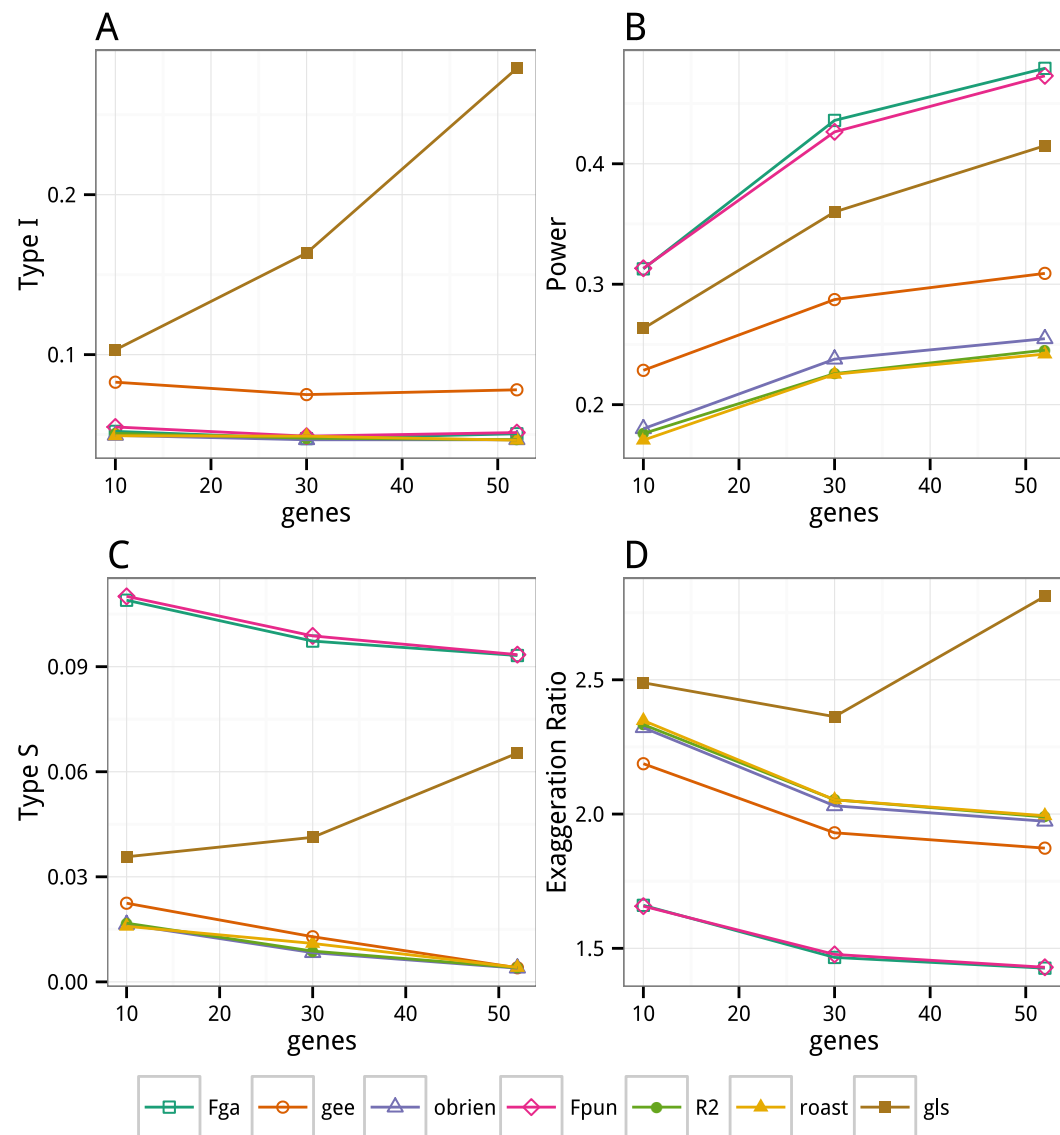 A
B
Type I
0.2
0.1
10 20 30 40 50
genes
Power
0.4
0.3
0.2
10 20 30 40 50
genes
C
D
Type S
0.09
0.06
0.03
0.00
10 20 30 40 50
genes
Exaggeration Ratio
2.5
2.0
1.5
10 20 30 40 50
genes
Fga gee obrien Fpun R2 roast gls